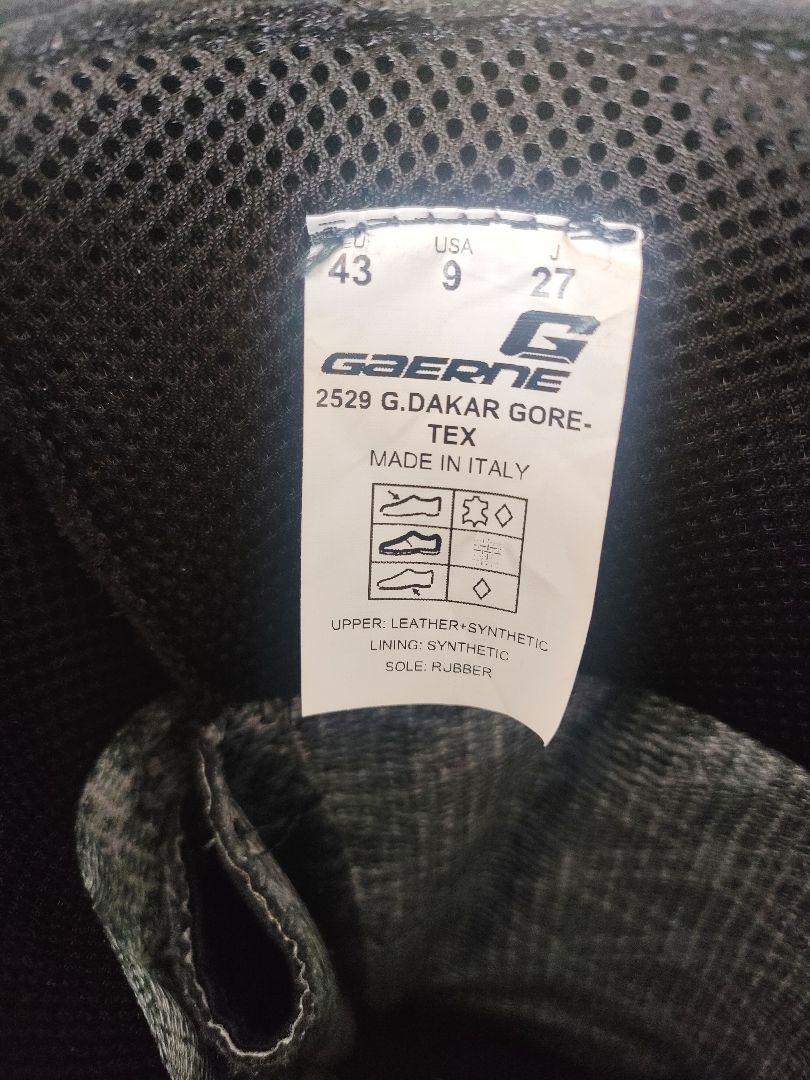 EU USA J
43 9 27
G
GAERNE
2529 G.DAKAR GORE-
TEX
MADE IN ITALY
UPPER: LEATHER+SYNTHETIC
LINING: SYNTHETIC
SOLE: RUBBER